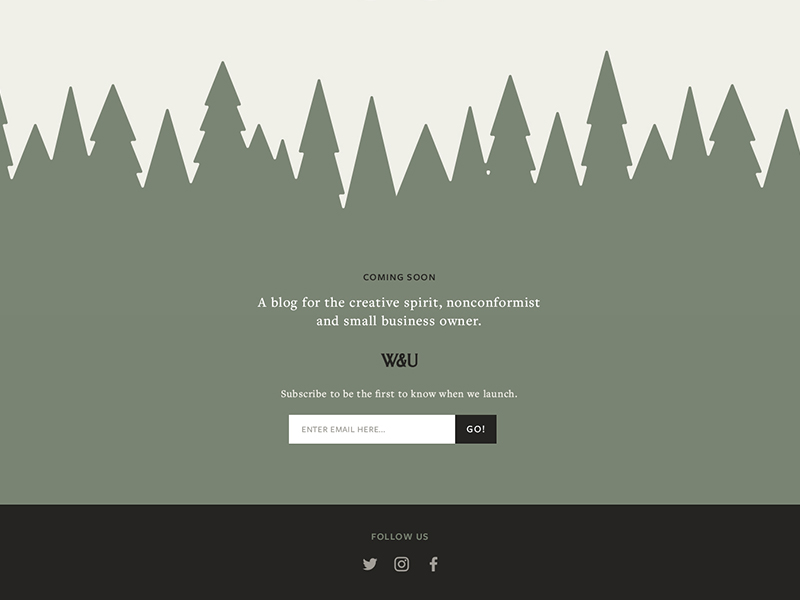 COMING SOON
A blog for the creative spirit, nonconformist
and small business owner.
W&U
Subscribe to be the first to know when we launch.
ENTER EMAIL HERE...
GO!
FOLLOW US